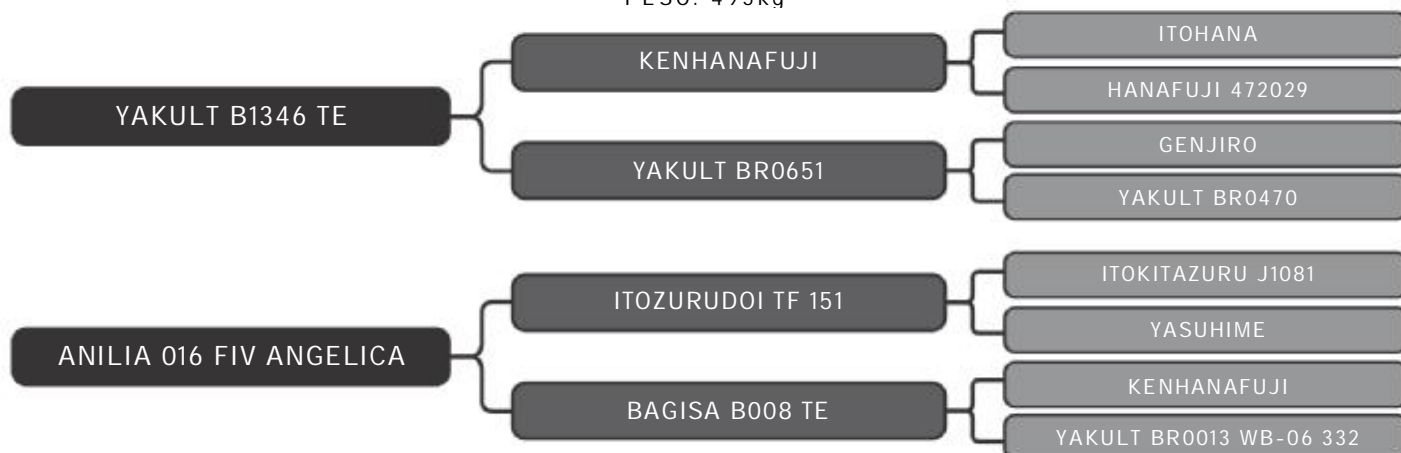 PESO:
YAKULT B1346 TE
KENHANAFUJI
ITOHANA
HANAFUJI 472029
YAKULT BR0651
GENJIRO
YAKULT BR0470
ANILIA 016 FIV ANGELICA
ITOZURUDOI TF 151
ITOKITAZURU J1081
YASUHIME
BAGISA B008 TE
KENHANAFUJI
YAKULT BR0013 WB-06 332